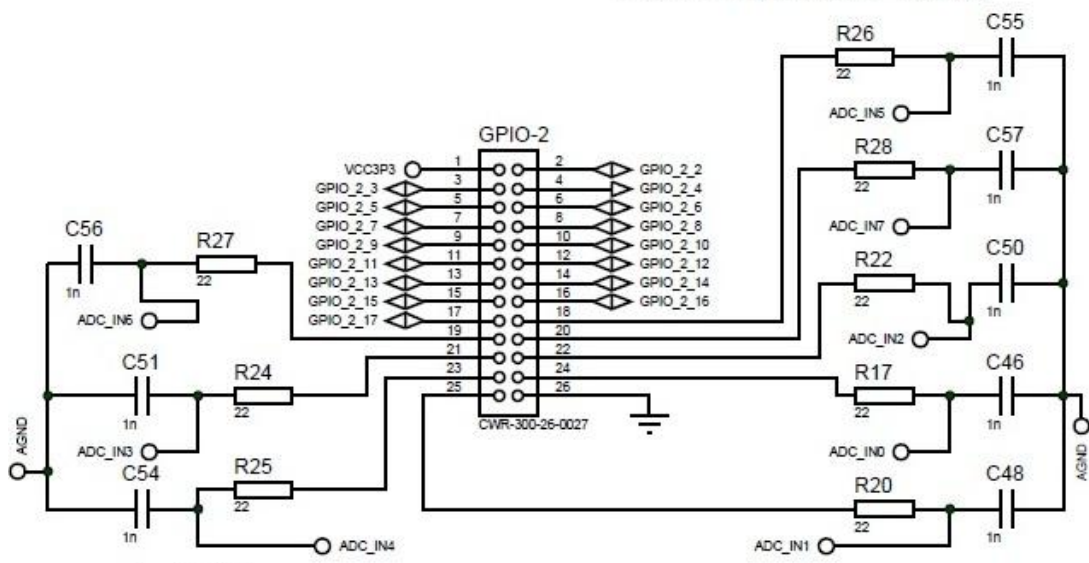 C55
R26
22
1n
ADC_IN5
GPIO-2
C57
R28
VCC3P3 1 2 GPIO_2_2
22
GPIO_2_3 3 4 GPIO_2_4
1n
GPIO_2_5 5 6 GPIO_2_6
GPIO_2_7 7 8 GPIO_2_8
ADC_IN7
C56
R27
GPIO_2_9 9 10 GPIO_2_10
C50
R22
GPIO_2_11 11 12 GPIO_2_12
22
1n
GPIO_2_13 13 14 GPIO_2_14
22
1n
GPIO_2_15 15 16 GPIO_2_16
ADC_IN6
GPIO_2_17 17 18
19 20
ADC_IN2
21 22
C51
R24
23 24
R17
C46
25 26
22
1n
22
1n
CWR-300-26-0027
AGND
ADC_IN3
ADC_IN0
AGND
C54
R25
R20
C48
22
1n
22
1n
ADC_IN4
ADC_IN1